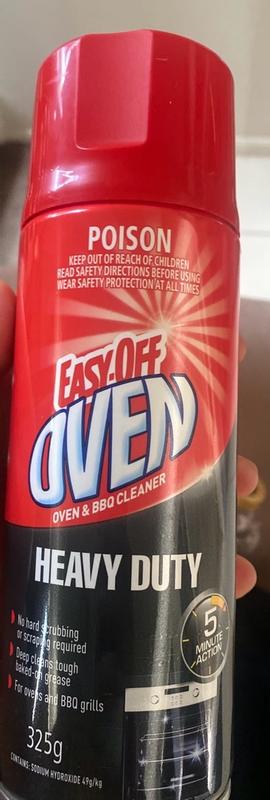 POISON
KEEP OUT OF REACH OF CHILDREN
READ SAFETY DIRECTIONS BEFORE USING
WEAR SAFETY PROTECTION AT ALL TIMES
EASY-OFF
OVEN
OVEN & BBQ CLEANER
HEAVY DUTY
No hard scrubbing
or scraping required
Deep cleans tough
baked-on grease
For ovens and BBQ grills
5
MINUTE
ACTION
325g
CONTAINS: SODIUM HYDROXIDE 49g/kg